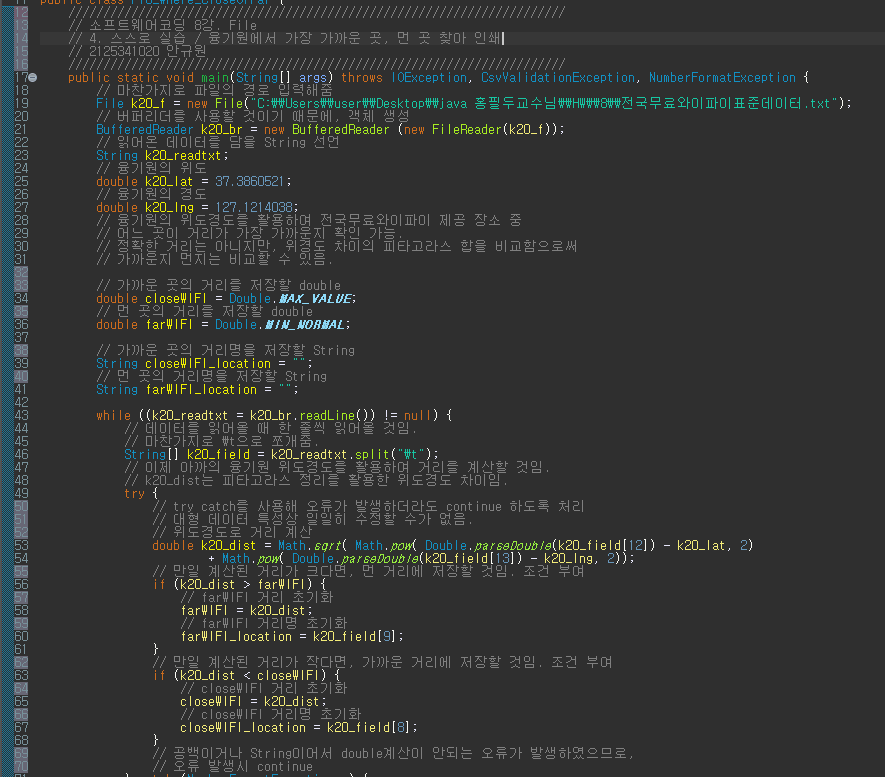 11 public class F10_where_closeOrFar {
12 ///////////////////////////////////////////////////////////////////////
13 // 소프트웨어코딩 8강. File
14 // 4. 스스로 실습 / 융기원에서 가장 가까운 곳, 먼 곳 찾아 인쇄
15 // 2125341020 안규원
16 ///////////////////////////////////////////////////////////////////////
17 public static void main(String[] args) throws IOException, CsvValidationException, NumberFormatException {
18 // 마찬가지로 파일의 경로 입력해줌
19 File k20_f = new File("C:\\Users\\user\\Desktop\\java 홍필두교수님\\HW\\8\\전국무료와이파이표준데이터.txt");
20 // 버퍼리더를 사용할 것이기 때문에, 객체 생성
21 BufferedReader k20_br = new BufferedReader (new FileReader(k20_f));
22 // 읽어온 데이터를 담을 String 선언
23 String k20_readtxt;
24 // 융기원의 위도
25 double k20_lat = 37.3860521;
26 // 융기원의 경도
27 double k20_lng = 127.1214038;
28 // 융기원의 위도경도를 활용하여 전국무료와이파이 제공 장소 중
29 // 어느 곳이 거리가 가장 가까운지 확인 가능.
30 // 정확한 거리는 아니지만, 위경도 차이의 피타고라스 합을 비교함으로써
31 // 가까운지 먼지는 비교할 수 있음.
32
33 // 가까운 곳의 거리를 저장할 double
34 double closeWIFI = Double.MAX_VALUE;
35 // 먼 곳의 거리를 저장할 double
36 double farWIFI = Double.MIN_NORMAL;
37
38 // 가까운 곳의 거리명을 저장할 String
39 String closeWIFI_location = "";
40 // 먼 곳의 거리명을 저장할 String
41 String farWIFI_location = "";
42
43 while ((k20_readtxt = k20_br.readLine()) != null) {
44 // 데이터를 읽어올 때 한 줄씩 읽어올 것임.
45 // 마찬가지로 \t으로 쪼개줌.
46 String[] k20_field = k20_readtxt.split("\t");
47 // 이제 아까의 융기원 위도경도를 활용하여 거리를 계산할 것임.
48 // k20_dist는 피타고라스 정리를 활용한 위도경도 차이임.
49 try {
50 // try catch를 사용해 오류가 발생하더라도 continue 하도록 처리
51 // 대형 데이터 특성상 일일히 수정할 수가 없음.
52 // 위도경도로 거리 계산
53 double k20_dist = Math.sqrt( Math.pow( Double.parseDouble(k20_field[12]) - k20_lat, 2)
54 + Math.pow( Double.parseDouble(k20_field[13]) - k20_lng, 2));
55 // 만일 계산된 거리가 크다면, 먼 거리에 저장할 것임. 조건 부여
56 if (k20_dist > farWIFI) {
57 // farWIFI 거리 초기화
58 farWIFI = k20_dist;
59 // farWIFI 거리명 초기화
60 farWIFI_location = k20_field[9];
61 }
62 // 만일 계산된 거리가 작다면, 가까운 거리에 저장할 것임. 조건 부여
63 if (k20_dist < closeWIFI) {
64 // closeWIFI 거리 초기화
65 closeWIFI = k20_dist;
66 // closeWIFI 거리명 초기화
67 closeWIFI_location = k20_field[8];
68 }
69 // 공백이거나 String이어서 double계산이 안되는 오류가 발생하였으므로,
70 // 오류 발생시 continue